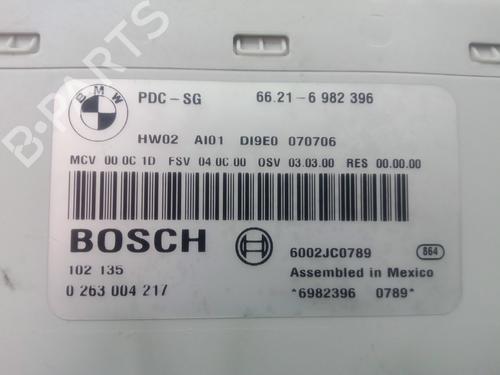 B-PARTS
BMW
PDC-SG 66.21-6 982 396
HW02 AI01 DI9E0 070706
MCV 00.0C.1D FSV 04.0C.00 OSV 03.03.00 RES 00.00.00
BOSCH
6002JC0789 864
102 135
Assembled in Mexico
0 263 004 217
*6982396 0789*